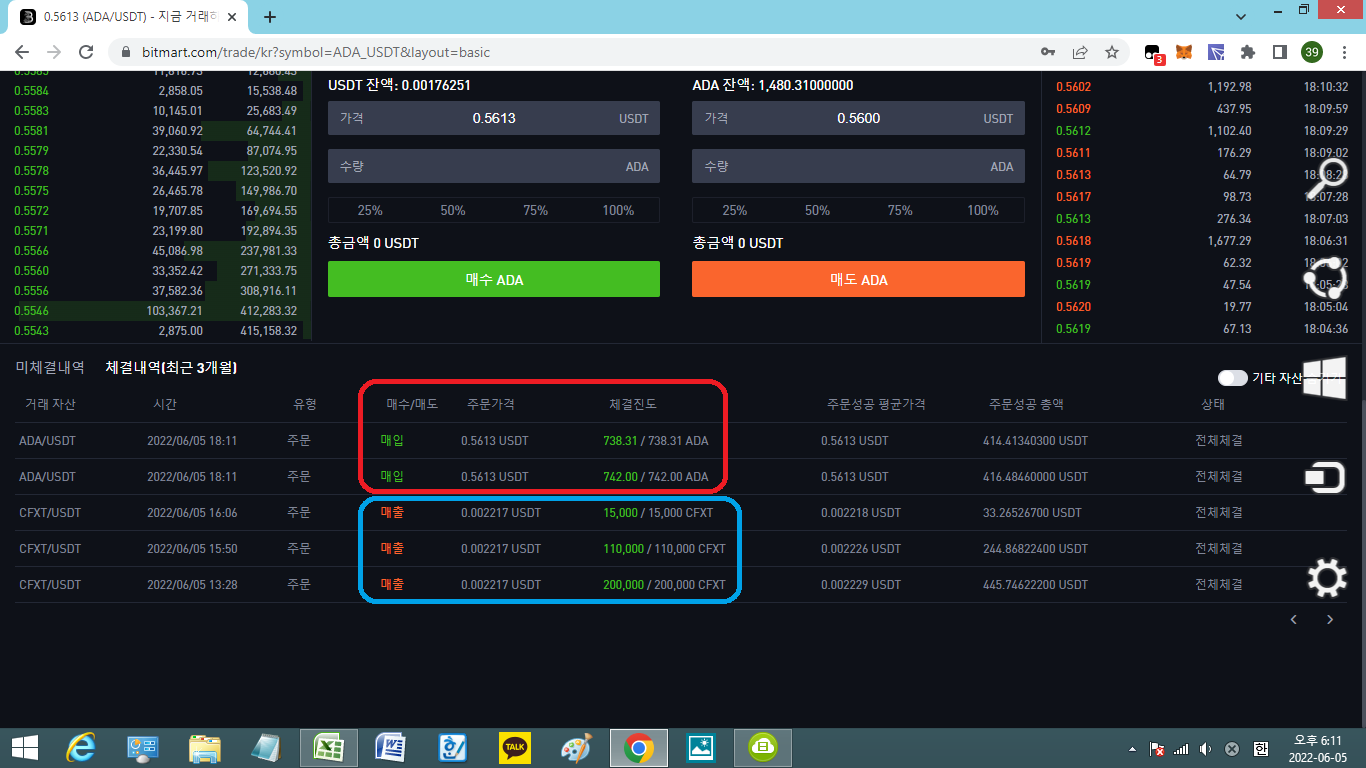 0.5613 (ADA/USDT) - 지금 거래하
bitmart.com/trade/kr?symbol=ADA_USDT&layout=basic
3
39
12,680.43
0.5584 2,858.05 15,538.48
0.5583 10,145.01 25,683.49
0.5581 39,060.92 64,744.41
0.5579 22,330.54 87,074.95
0.5578 36,445.97 123,520.92
0.5575 26,465.78 149,986.70
0.5572 19,707.85 169,694.55
0.5571 23,199.80 192,894.35
0.5566 45,086.98 237,981.33
0.5560 33,352.42 271,333.75
0.5556 37,582.36 308,916.11
0.5546 103,367.21 412,283.32
0.5543 2,875.00 415,158.32
USDT 잔액: 0.00176251
가격 0.5613 USDT
수량 ADA
25% 50% 75% 100%
총금액 0 USDT
매수 ADA
ADA 잔액: 1,480.31000000
가격 0.5600 USDT
수량 ADA
25% 50% 75% 100%
총금액 0 USDT
매도 ADA
0.5602 1,192.98 18:10:32
0.5609 437.95 18:09:59
0.5612 1,102.40 18:09:29
0.5611 176.29 18:09:02
0.5613 64.79
0.5617 98.73
0.5613 276.34 18:07:03
0.5618 1,677.29 18:06:31
0.5619 62.32
0.5619 47.54
0.5620 19.77 18:05:04
0.5619 67.13 18:04:36
미체결내역 체결내역(최근 3개월)
기타 자산
거래 자산 시간 유형 매수/매도 주문가격 체결진도 주문성공 평균가격 주문성공 총액 상태
ADA/USDT 2022/06/05 18:11 주문 매입 0.5613 USDT 738.31 / 738.31 ADA 0.5613 USDT 414.41340300 USDT 전체체결
ADA/USDT 2022/06/05 18:11 주문 매입 0.5613 USDT 742.00 / 742.00 ADA 0.5613 USDT 416.48460000 USDT 전체체결
CFXT/USDT 2022/06/05 16:06 주문 매출 0.002217 USDT 15,000 / 15,000 CFXT 0.002218 USDT 33.26526700 USDT 전체체결
CFXT/USDT 2022/06/05 15:50 주문 매출 0.002217 USDT 110,000 / 110,000 CFXT 0.002226 USDT 244.86822400 USDT 전체체결
CFXT/USDT 2022/06/05 13:28 주문 매출 0.002217 USDT 200,000 / 200,000 CFXT 0.002229 USDT 445.74622200 USDT 전체체결
TALK
한
오후 6:11
2022-06-05